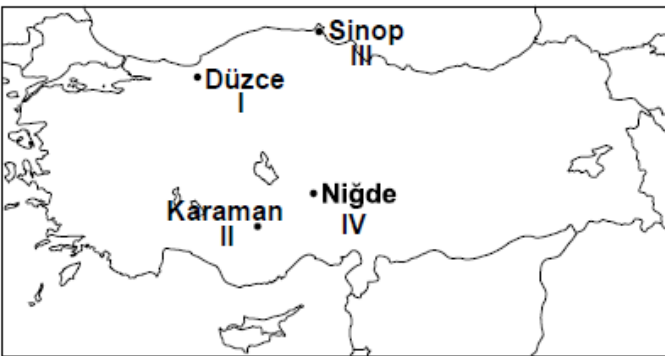 Sinop
III
Düzce
I
Niğde
IV
Karaman
II